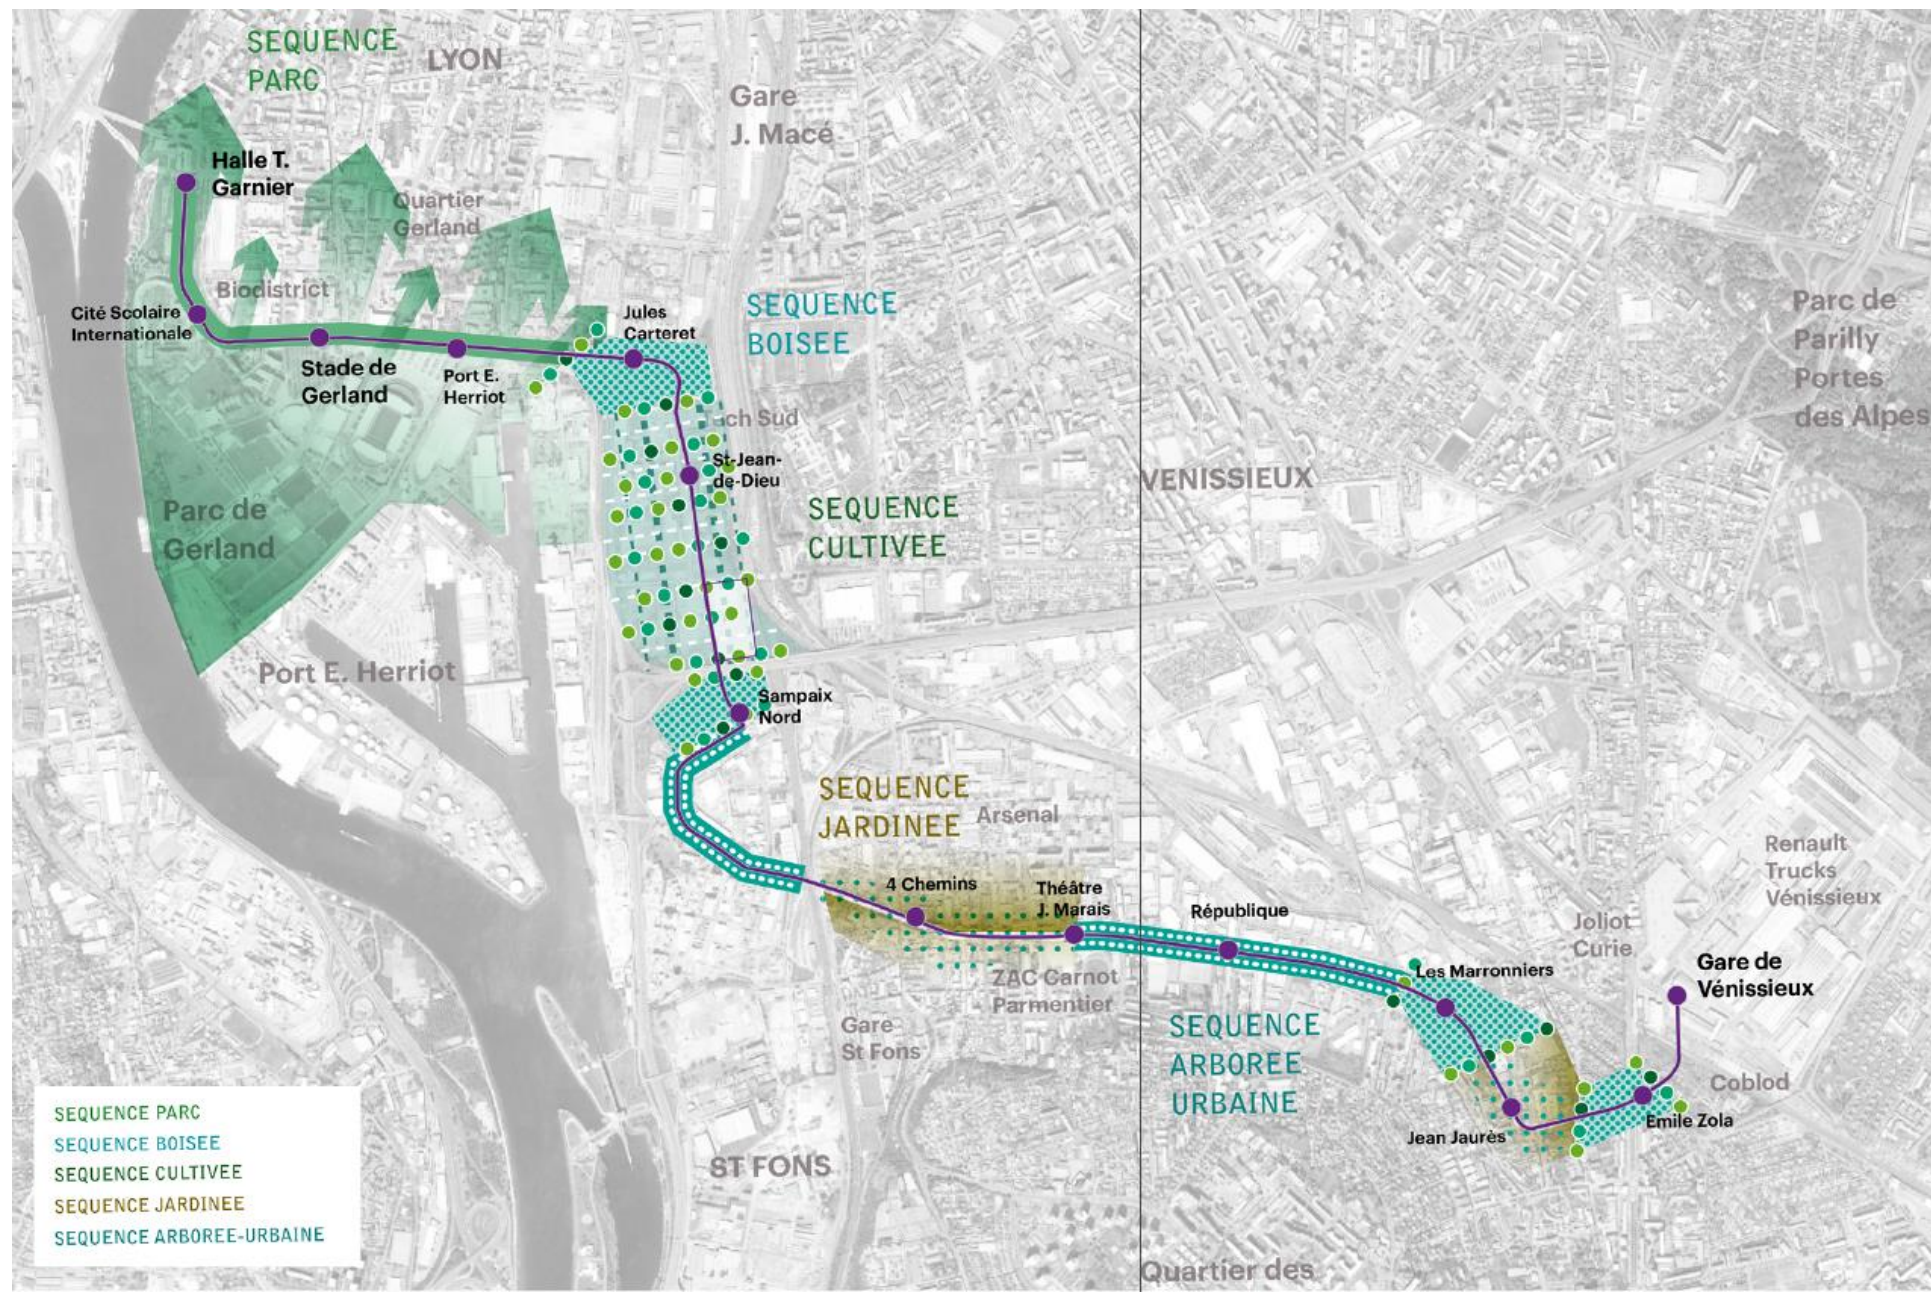 SEQUENCE
PARC
LYON
Gare
J. Macé
Halle T.
Garnier
Quartier
Gerland
Biodistrict
Cité Scolaire
Internationale
Stade de
Gerland
Port E.
Herriot
Jules
Carteret
SEQUENCE
BOISEE
Parc de
Parilly
Portes
des Alpes
ch Sud
St-Jean-
de-Dieu
VENISSIEUX
SEQUENCE
CULTIVEE
Parc de
Gerland
Port E. Herriot
Sampaix
Nord
SEQUENCE
JARDINEE
Arsenal
Renault
Trucks
Vénissieux
4 Chemins
Théâtre
J. Marais
République
Joliot
Curie
Les Marronniers
Gare de
Vénissieux
ZAC Carnot
Parmentier
Gare
St Fons
SEQUENCE
ARBOREE
URBAINE
Coblod
Emile Zola
Jean Jaurès
ST FONS
Quartier des
SEQUENCE PARC
SEQUENCE BOISEE
SEQUENCE CULTIVEE
SEQUENCE JARDINEE
SEQUENCE ARBOREE-URBAINE